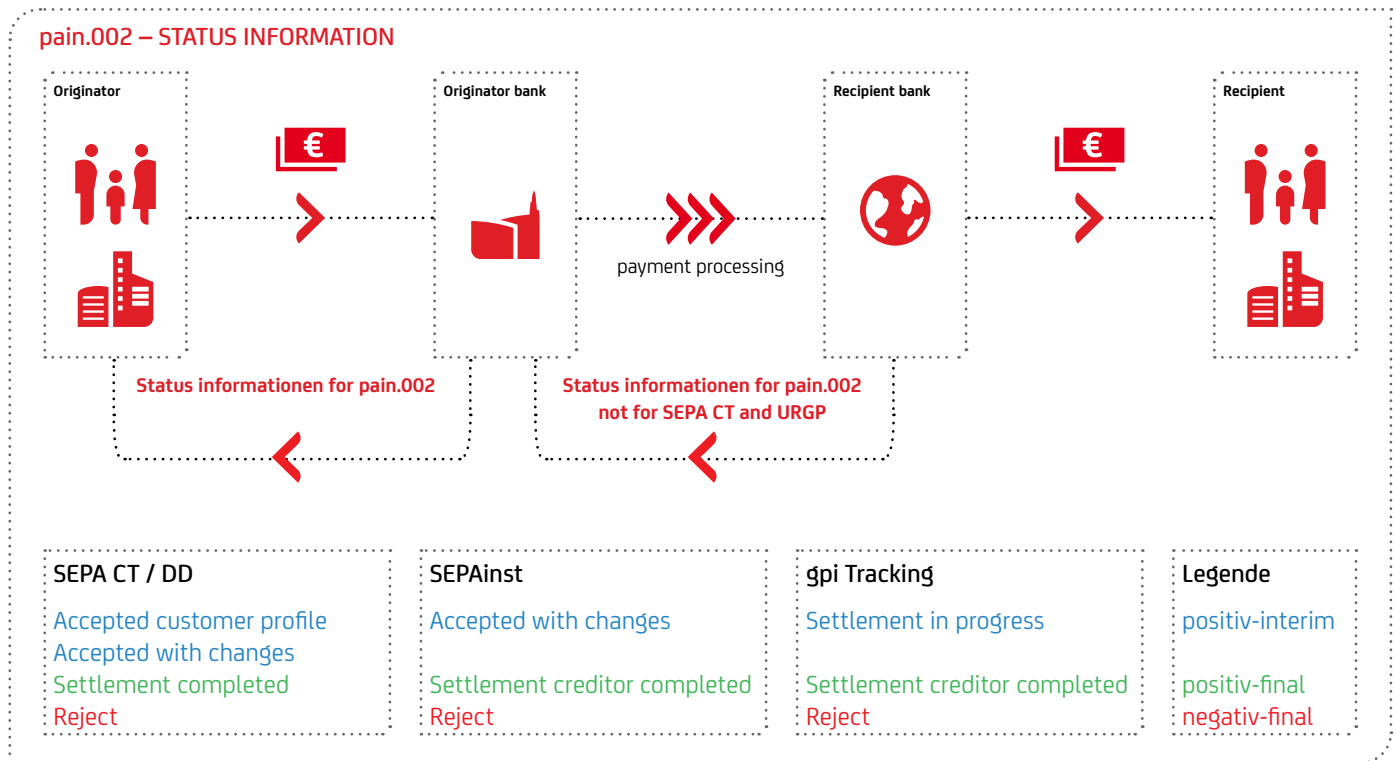 pain.002 – STATUS INFORMATION
Originator
Originator bank
Recipient bank
Recipient
€
€
payment processing
Status informationen for pain.002
Status informationen for pain.002
not for SEPA CT and URGP
SEPA CT / DD
Accepted customer profile
Accepted with changes
Settlement completed
Reject
SEPAinst
Accepted with changes
Settlement creditor completed
Reject
gpi Tracking
Settlement in progress
Settlement creditor completed
Reject
Legende
positiv-interim
positiv-final
negativ-final